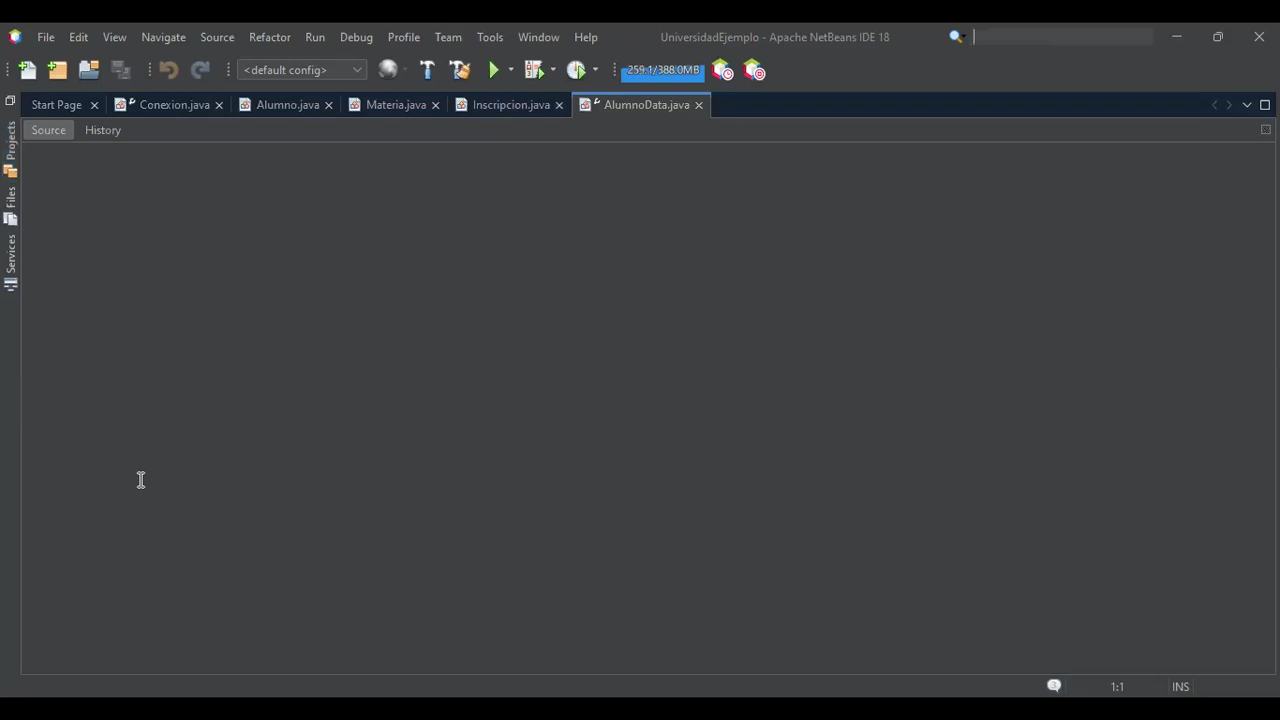 File Edit View Navigate Source Refactor Run Debug Profile Team Tools Window Help UniversidadEjemplo - Apache NetBeans IDE 18
<default config> 259.1/388.0MB
Start Page Conexion.java Alumno.java Materia.java Inscripcion.java AlumnoData.java
Source History
Projects
Files
Services
3 1:1 INS